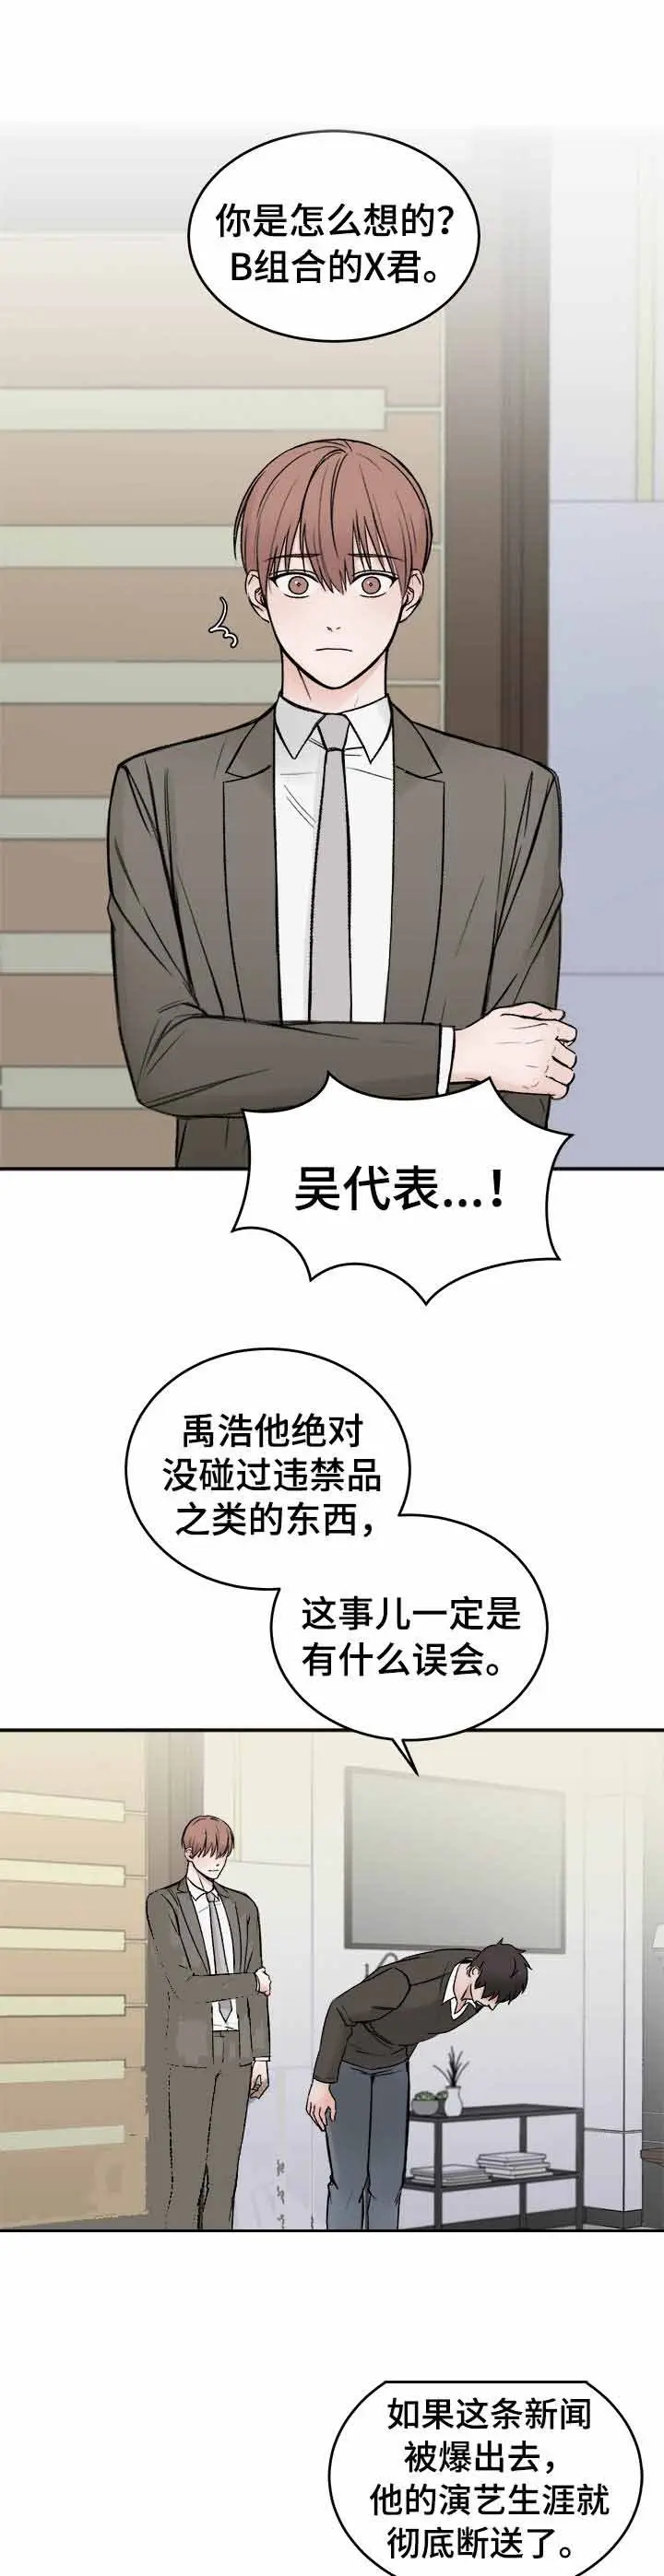 你是怎么想的？
B组合的X君。
吴代表...！
禹浩他绝对
没碰过违禁品
之类的东西，
这事儿一定是
有什么误会。
如果这条新闻
被爆出去，
他的演艺生涯就
彻底断送了。